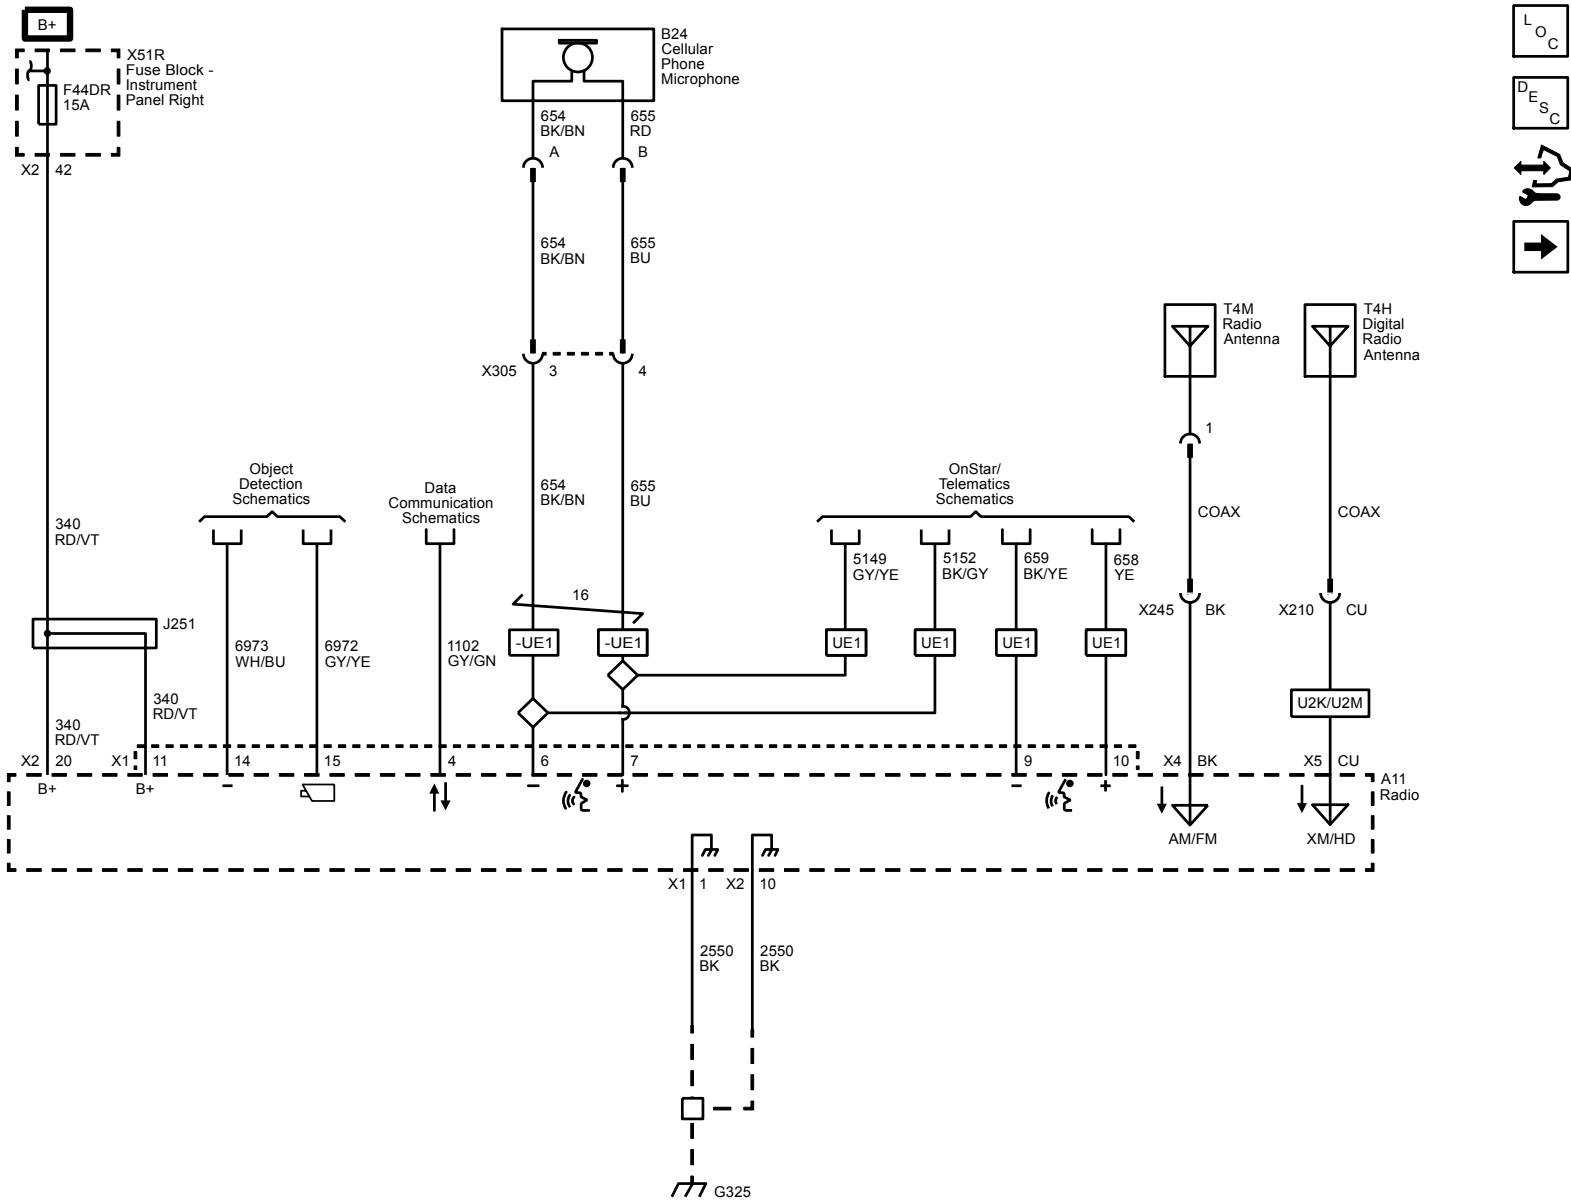 B+
X51R
Fuse Block -
Instrument
Panel Right
F44DR
15A
X2 42
B24
Cellular
Phone
Microphone
654
BK/BN
655
RD
A
B
654
BK/BN
655
BU
X305 3 4
L
O
C
D
E
S
C
T4M
Radio
Antenna
T4H
Digital
Radio
Antenna
1
Object
Detection
Schematics
Data
Communication
Schematics
654
BK/BN
655
BU
OnStar/
Telematics
Schematics
COAX
COAX
340
RD/VT
5149
GY/YE
5152
BK/GY
659
BK/YE
658
YE
16
X245 BK
X210 CU
J251
6973
WH/BU
6972
GY/YE
1102
GY/GN
-UE1
-UE1
UE1
UE1
UE1
UE1
340
RD/VT
340
RD/VT
U2K/U2M
X2 20
X1 11
14
15
4
6
7
9
10
X4 BK
X5 CU
B+
B+
−
−
+
−
+
A11
Radio
AM/FM
XM/HD
X1 1
X2 10
2550
BK
2550
BK
G325